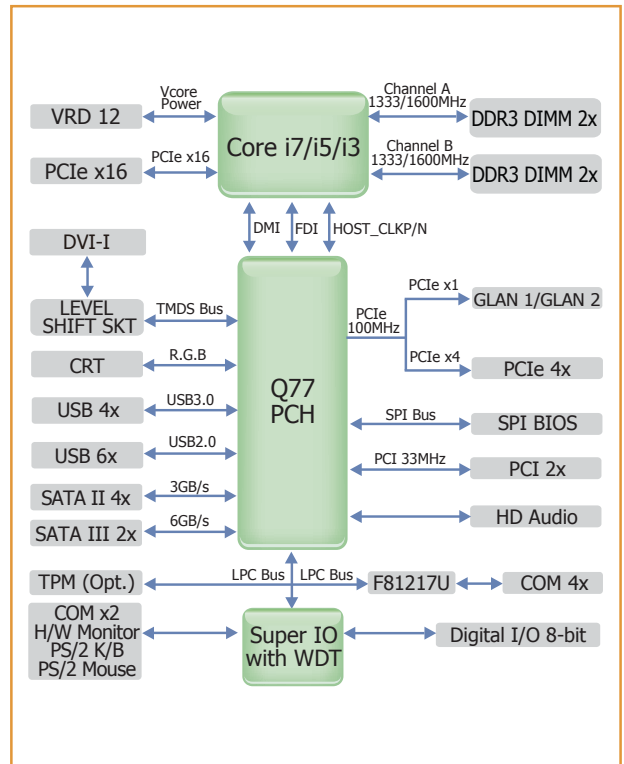 Vcore
Power
VRD 12
PCIe x16
PCIe x16
Core i7/i5/i3
Channel A
1333/1600MHz
DDR3 DIMM 2x
Channel B
1333/1600MHz
DDR3 DIMM 2x
DMI
FDI
HOST_CLKP/N
DVI-I
LEVEL
SHIFT SKT
TMDS Bus
CRT
R.G.B
USB 4x
USB3.0
USB 6x
USB2.0
SATA II 4x
3GB/s
SATA III 2x
6GB/s
Q77
PCH
PCIe
100MHz
PCIe x1
GLAN 1/GLAN 2
PCIe x4
PCIe 4x
SPI Bus
SPI BIOS
PCI 33MHz
PCI 2x
HD Audio
TPM (Opt.)
LPC Bus
LPC Bus
F81217U
COM 4x
COM x2
H/W Monitor
PS/2 K/B
PS/2 Mouse
Super IO
with WDT
Digital I/O 8-bit